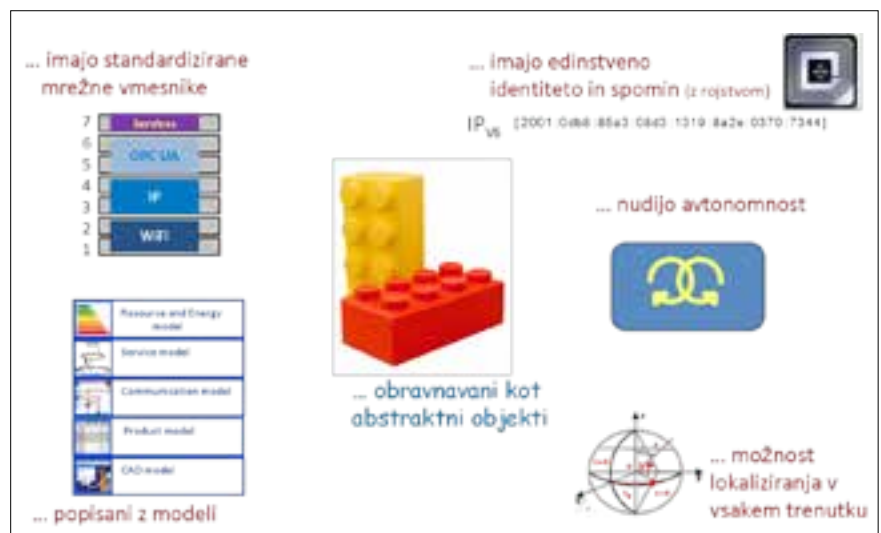 ... imajo standardizirane
mrežne vmesnike
7
Services
6
OPC UA
5
4
IP
3
2
WiFi
1
... imajo edinstveno
identiteto in spomin (z rojstvom)
IPv6 [2001:0db8:85a3:08d3:1319:8a2e:0370:7344]
... nudijo avtonomnost
Resource and Energy
model
Service model
Communication model
Product model
CAD model
... popisani z modeli
... obravnavani kot
abstraktni objekti
... možnost
lokaliziranja v
vsakem trenutku